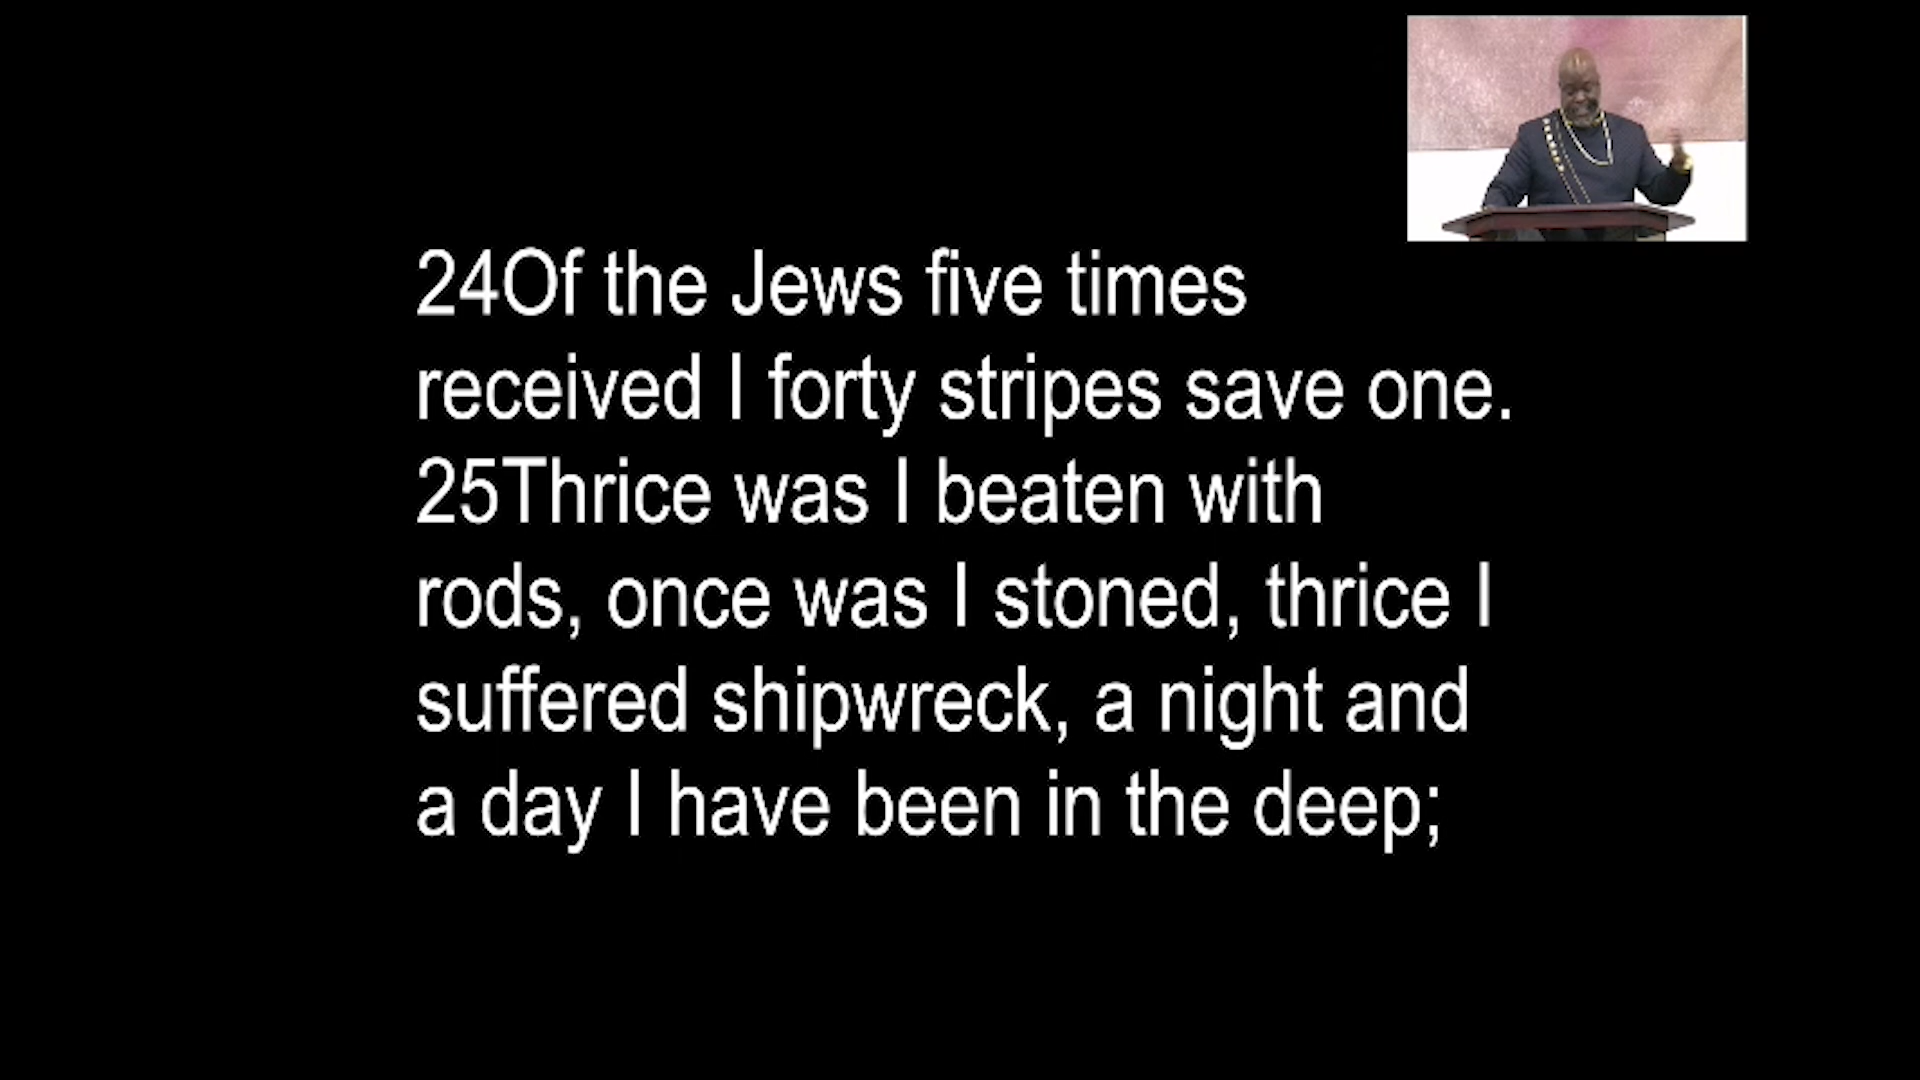 24Of the Jews five times
received I forty stripes save one.
25Thrice was I beaten with
rods, once was I stoned, thrice I
suffered shipwreck, a night and
a day I have been in the deep;